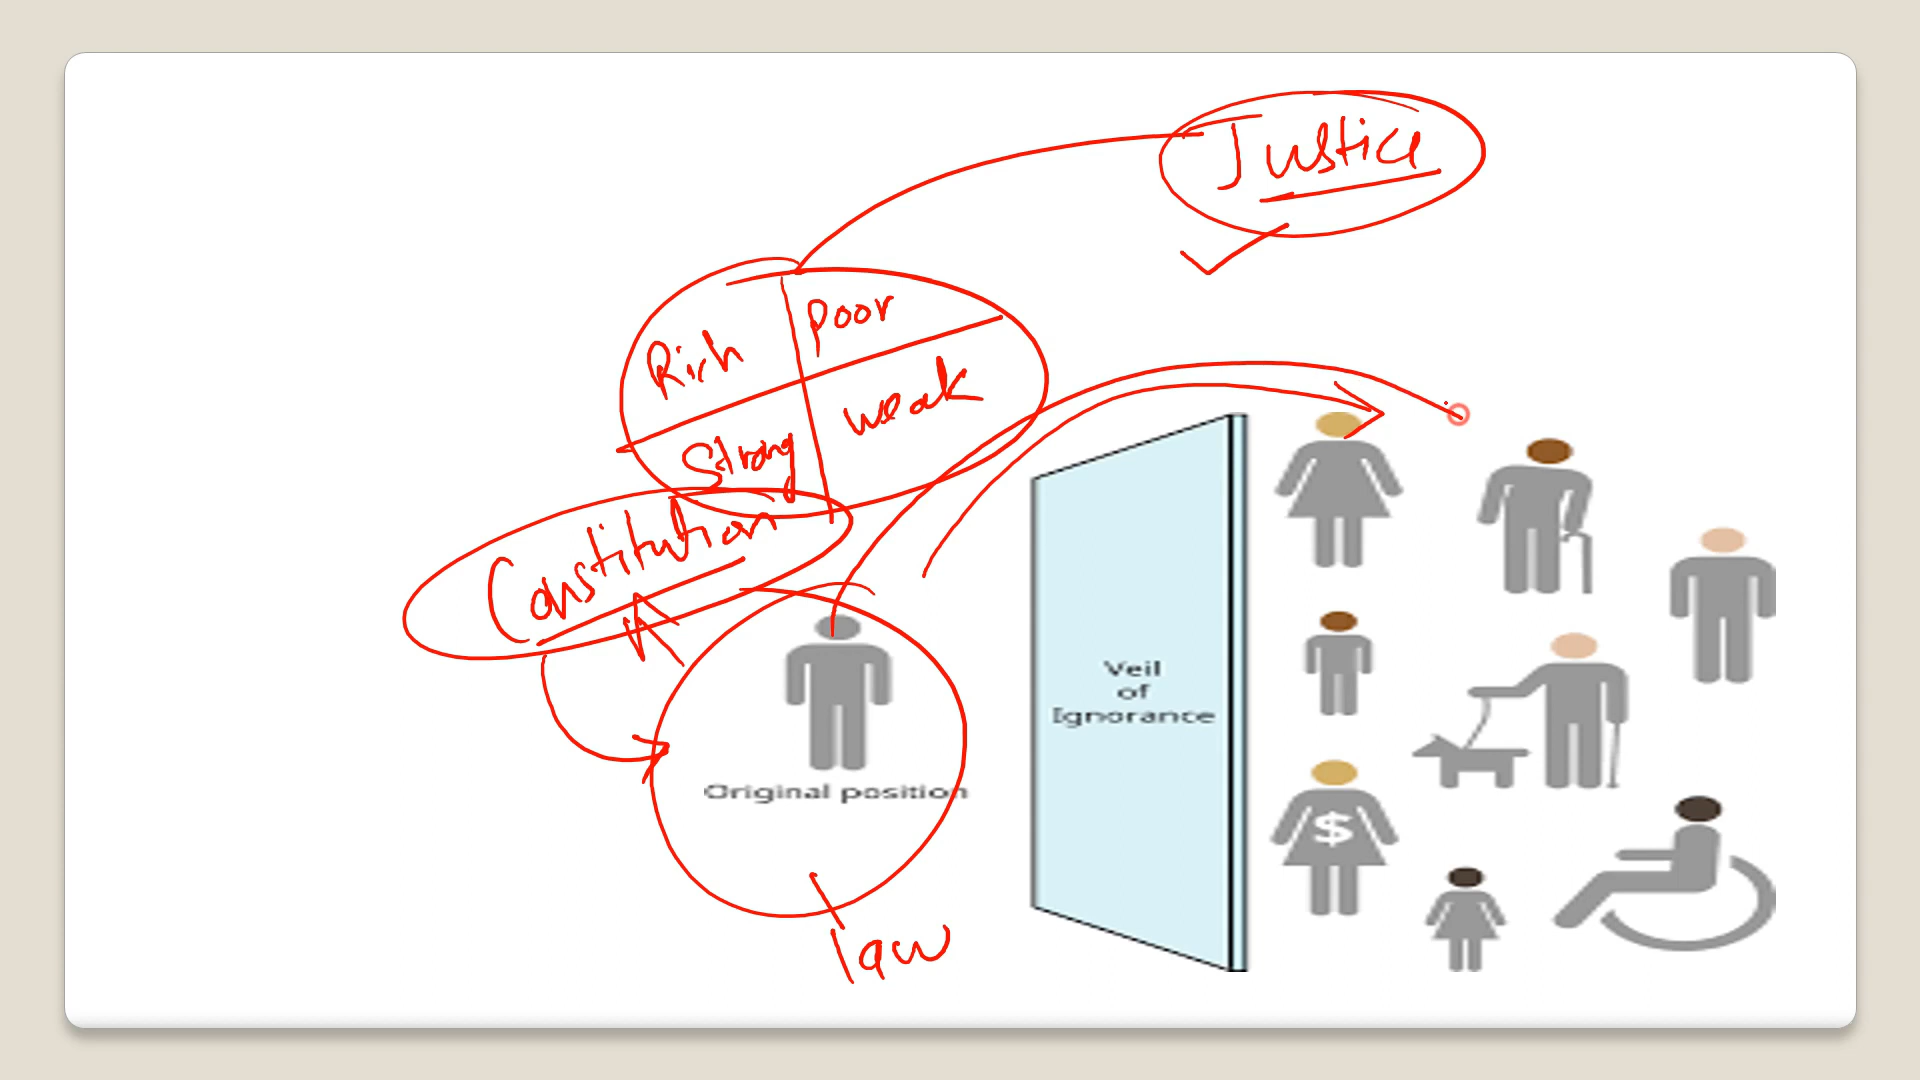 Justice
Poor
Rich
weak
Strong
Constitution
Veil
of
Ignorance
$
Original position
law